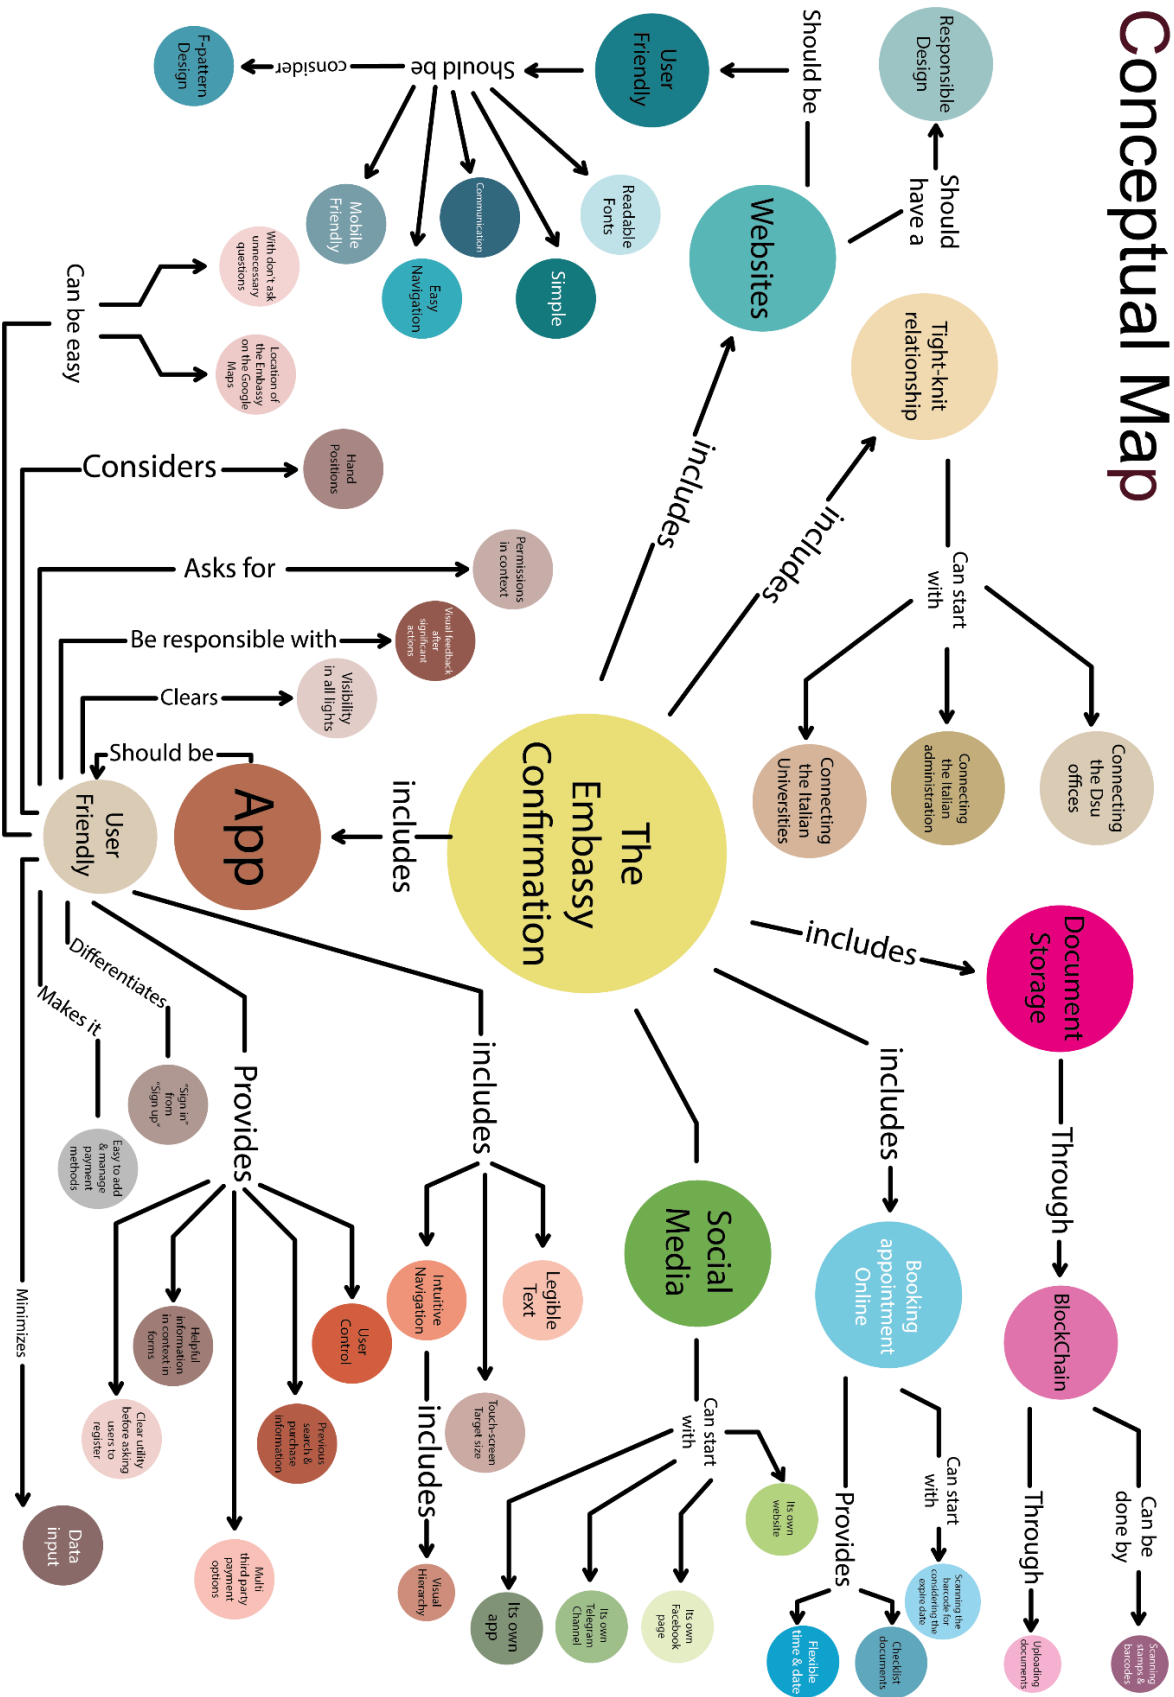 Conceptual Map
Responsible
Design
Should
have a
Should be
User
Friendly
Should be
consider
F-pattern
Design
Readable
Fonts
Simple
Communication
Easy
Navigation
Mobile
Friendly
Websites
includes
Tight-knit
relationship
includes
Can start
with
Connecting
the Dsu
offices
Connecting
the Italian
administration
Connecting
the Italian
Universities
The
Embassy
Confirmation
includes
Document
Storage
Through
BlockChain
Can be
done by
Scanning
stamps &
barcodes
Through
Uploading
documents
includes
Booking
appointment
Online
Can start
with
Scanning the
barcode for
considering the
expire date
Provides
Checklist
documents
Flexible
time & date
Social
Media
Can start
with
Its own
website
Its own
Facebook
page
Its own
Telegram
Channel
Its own
app
includes
App
Should be
User
Friendly
Can be easy
With don't ask
unnecessary
questions
Location of
the Embassy
on the Google
Maps
Considers
Hand
Positions
Asks for
Permissions
in context
Be responsible with
Visual feedback
after
significant
actions
Clears
Visibility
in all lights
includes
Legible
Text
Touch-screen
Target size
Intuitive
Navigation
includes
Visual
Hierarchy
Provides
User
Control
Previous
search &
purchase
information
Multi
third party
payment
options
Helpful
information
in context in
forms
Clear utility
before asking
users to
register
Differentiates
"Sign in"
from
"Sign up"
Makes it
Easy to add
& manage
payment
methods
Minimizes
Data
input